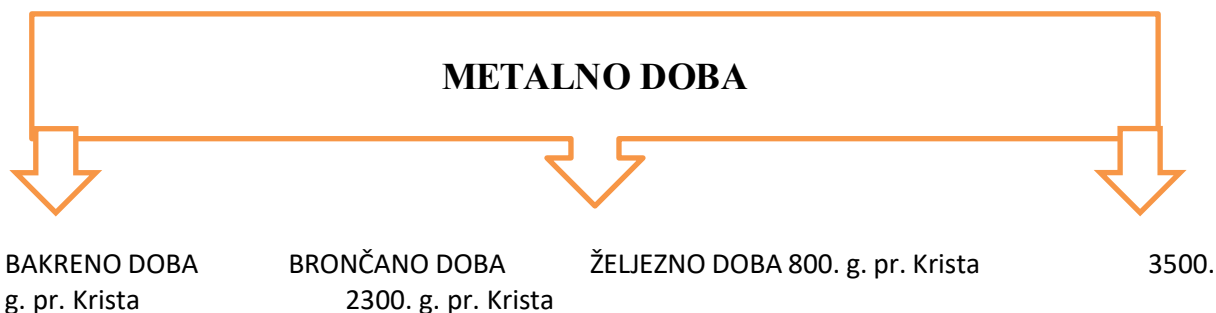 METALNO DOBA
BAKRENO DOBA BRONČANO DOBA ŽELJEZNO DOBA 800. g. pr. Krista 3500.
g. pr. Krista 2300. g. pr. Krista